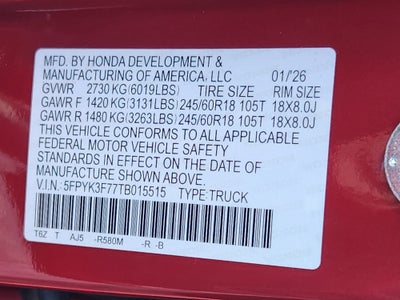 MFD. BY HONDA DEVELOPMENT &
MANUFACTURING OF AMERICA, LLC 01/'26
GVWR 2730 KG(6019LBS) TIRE SIZE RIM SIZE
GAWR F 1420 KG(3131LBS) 245/60R18 105T 18X8.0J
GAWR R 1480 KG(3263LBS) 245/60R18 105T 18X8.0J
THIS VEHICLE CONFORMS TO ALL APPLICABLE
FEDERAL MOTOR VEHICLE SAFETY
STANDARDS IN EFFECT ON THE DATE OF
MANUFACTURE SHOWN ABOVE.
V.I.N.:5FPYK3F77TB015515 TYPE:TRUCK
T6Z T AJ5 -R580M -R -B